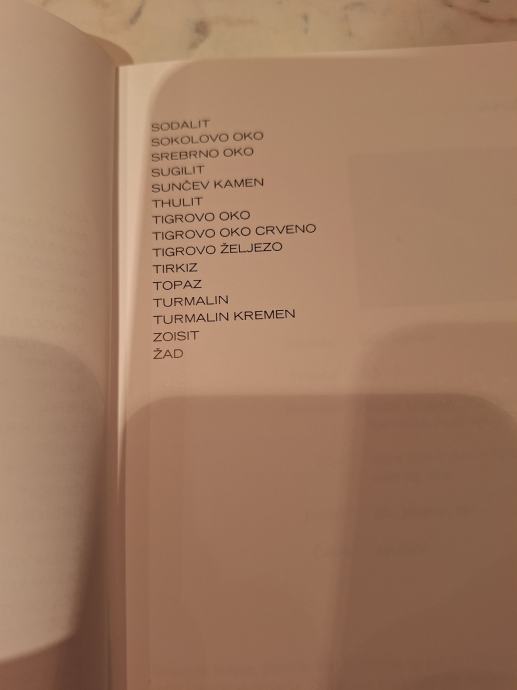 SODALIT
SOKOLOVO OKO
SREBRNO OKO
SUGILIT
SUNČEV KAMEN
THULIT
TIGROVO OKO
TIGROVO OKO CRVENO
TIGROVO ŽELJEZO
TIRKIZ
TOPAZ
TURMALIN
TURMALIN KREMEN
ZOISIT
ŽAD